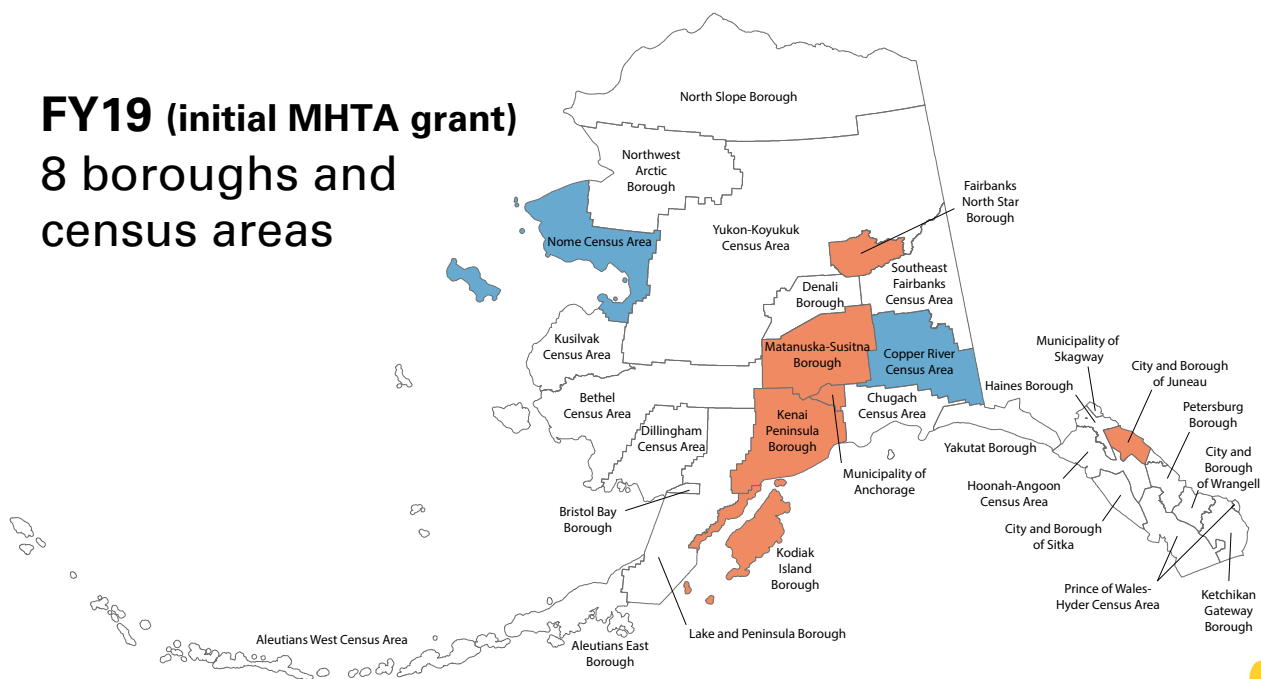 FY19 (initial MHTA grant)
8 boroughs and
census areas
North Slope Borough
Northwest
Arctic
Borough
Fairbanks
North Star
Borough
Nome Census Area
Yukon-Koyukuk
Census Area
Southeast
Fairbanks
Census Area
Denali
Borough
Kusilvak
Census Area
Matanuska-Susitna
Borough
Copper River
Census Area
Municipality of
Skagway
City and Borough
of Juneau
Haines Borough
Petersburg
Borough
Bethel
Census Area
Chugach
Census Area
Kenai
Peninsula
Borough
Dillingham
Census Area
Yakutat Borough
City and
Borough
of Wrangell
Municipality of
Anchorage
Hoonah-Angoon
Census Area
Bristol Bay
Borough
City and Borough
of Sitka
Kodiak
Island
Borough
Prince of Wales-
Hyder Census Area
Ketchikan
Gateway
Borough
Lake and Peninsula Borough
Aleutians West Census Area
Aleutians East
Borough